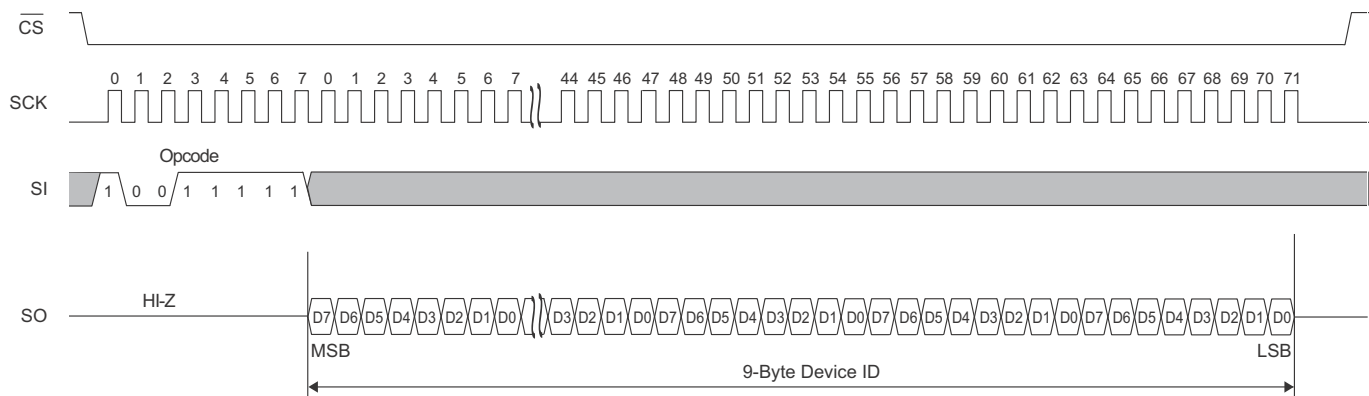 CS
0 1 2 3 4 5 6 7 0 1 2 3 4 5 6 7 44 45 46 47 48 49 50 51 52 53 54 55 56 57 58 59 60 61 62 63 64 65 66 67 68 69 70 71
SCK
Opcode
SI 1 0 0 1 1 1 1 1
HI-Z
SO D7 D6 D5 D4 D3 D2 D1 D0 D3 D2 D1 D0 D7 D6 D5 D4 D3 D2 D1 D0 D7 D6 D5 D4 D3 D2 D1 D0 D7 D6 D5 D4 D3 D2 D1 D0
MSB LSB
9-Byte Device ID